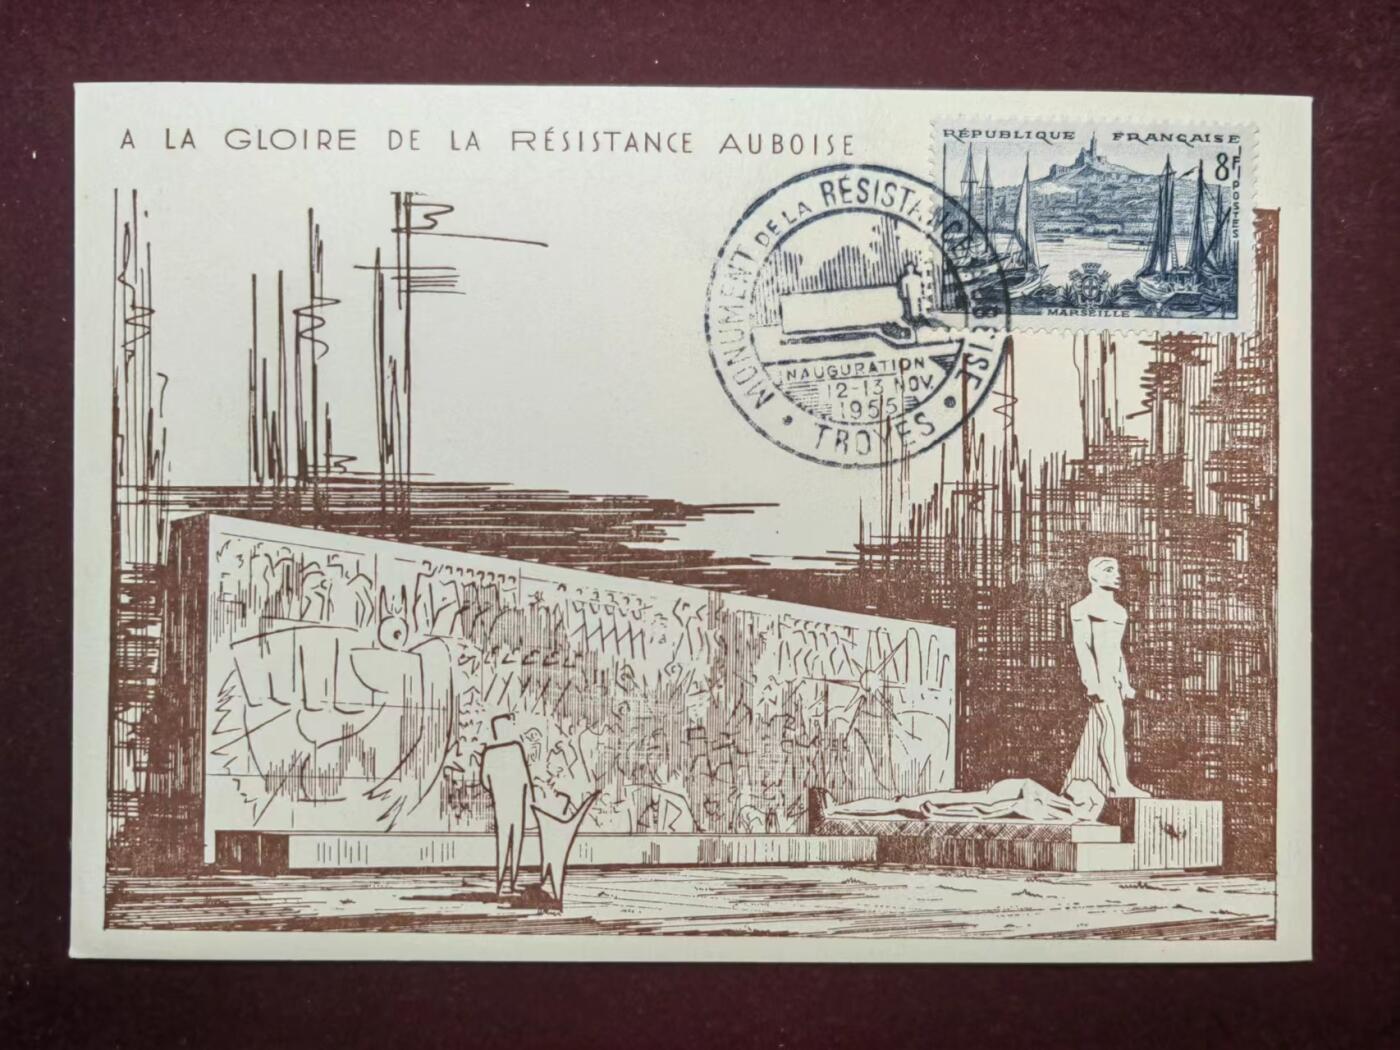 A LA GLOIRE DE LA RÉSISTANCE AUBOISE
RÉPUBLIQUE FRANÇAISE
8F
POSTES
MARSEILLE
MONUMENT DE LA RÉSISTANCE AUBOISE
INAUGURATION
12-13 NOV.
1955
• TROYES •